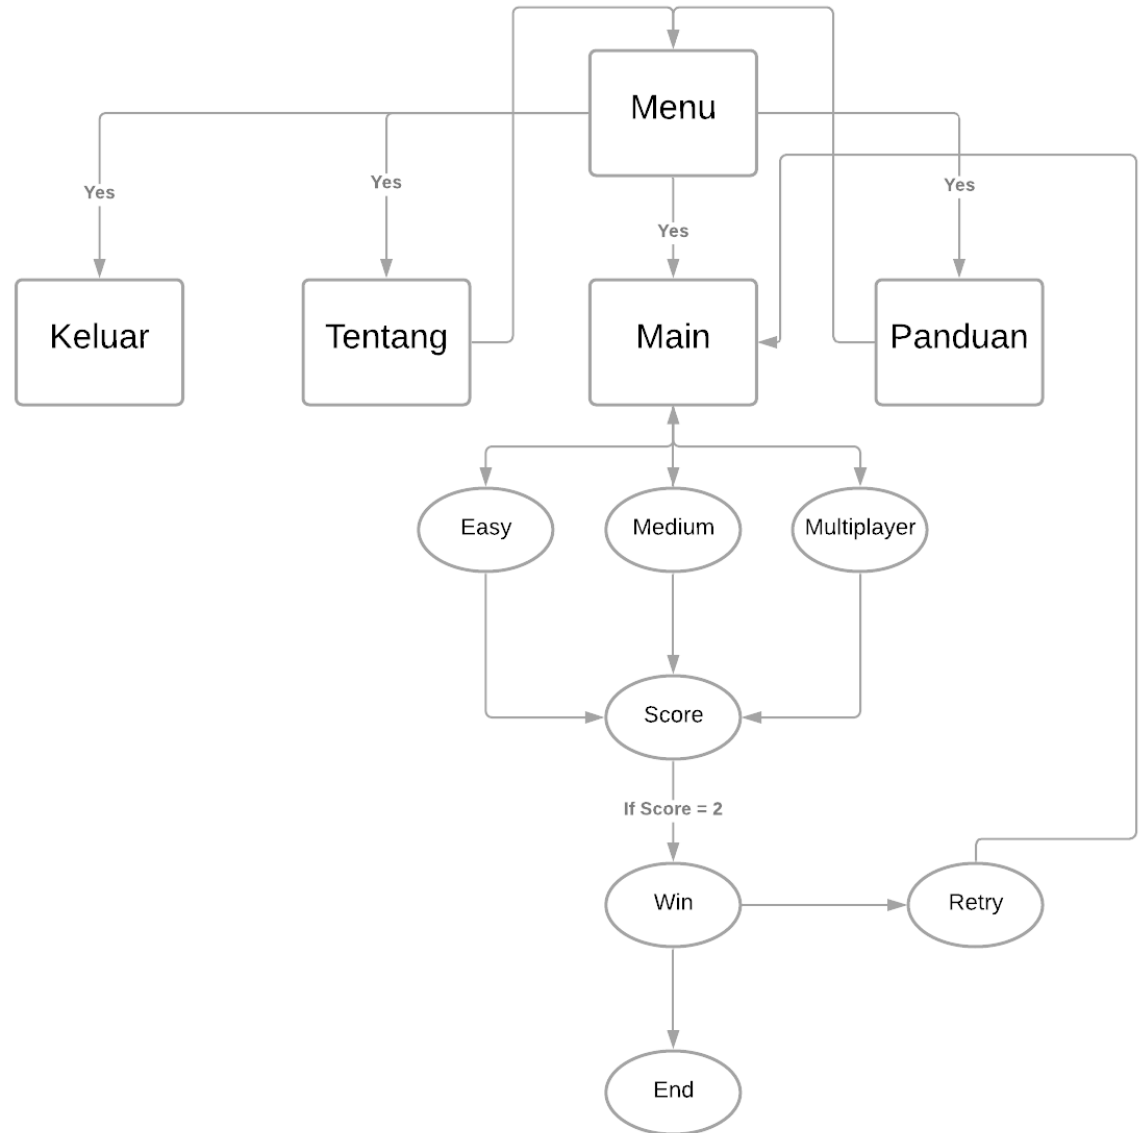 Menu
Yes
Yes
Yes
Yes
Keluar
Tentang
Main
Panduan
Easy
Medium
Multiplayer
Score
If Score = 2
Win
Retry
End